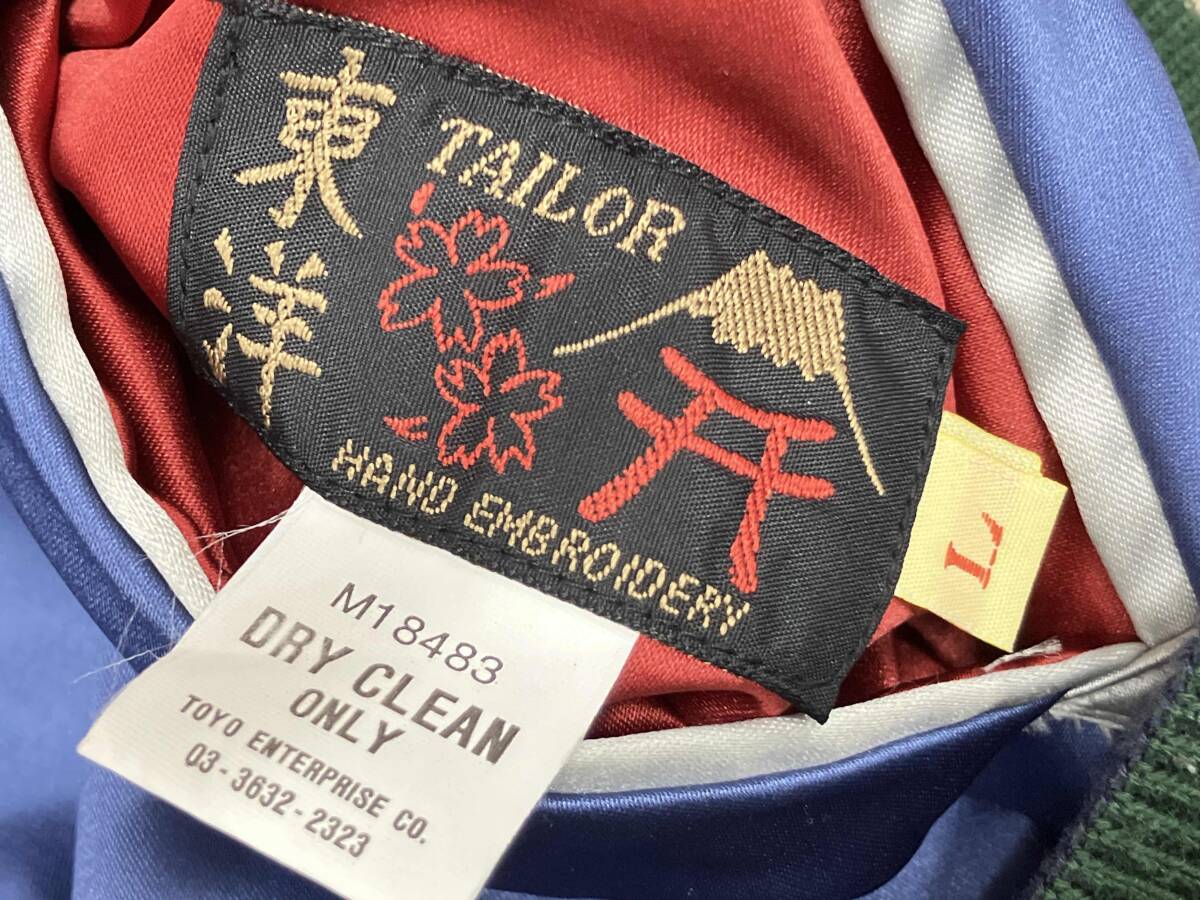 東洋
TAILOR
HAND EMBROIDERY
L
M18483
DRY CLEAN
ONLY
TOYO ENTERPRISE CO.
03-3632-2323